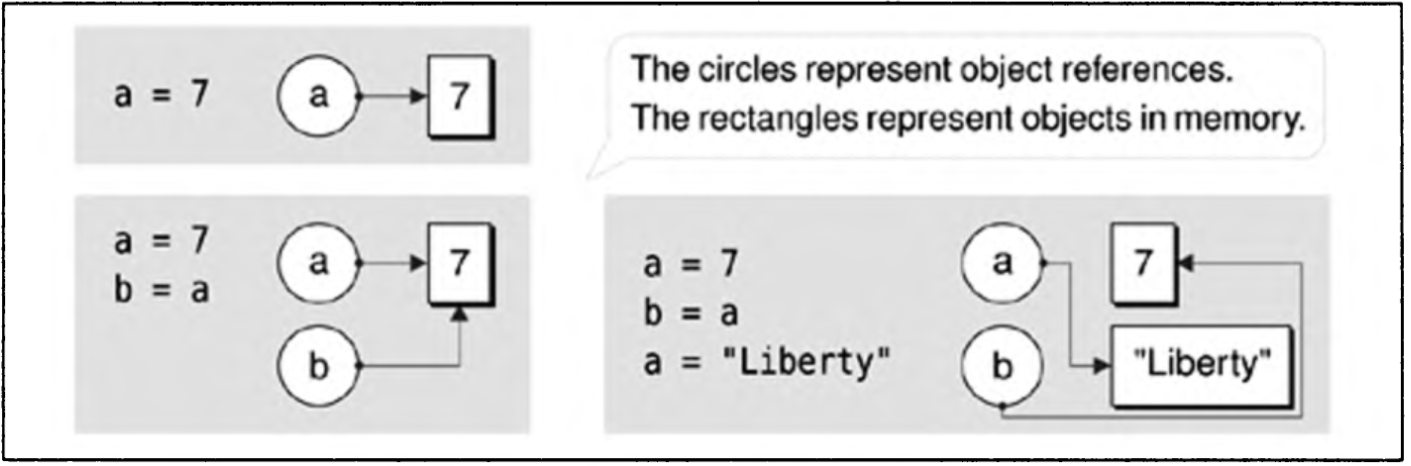 a = 7
a
7
The circles represent object references.
The rectangles represent objects in memory.
a = 7
b = a
a
7
b
a = 7
b = a
a = "Liberty"
a
7
b
"Liberty"